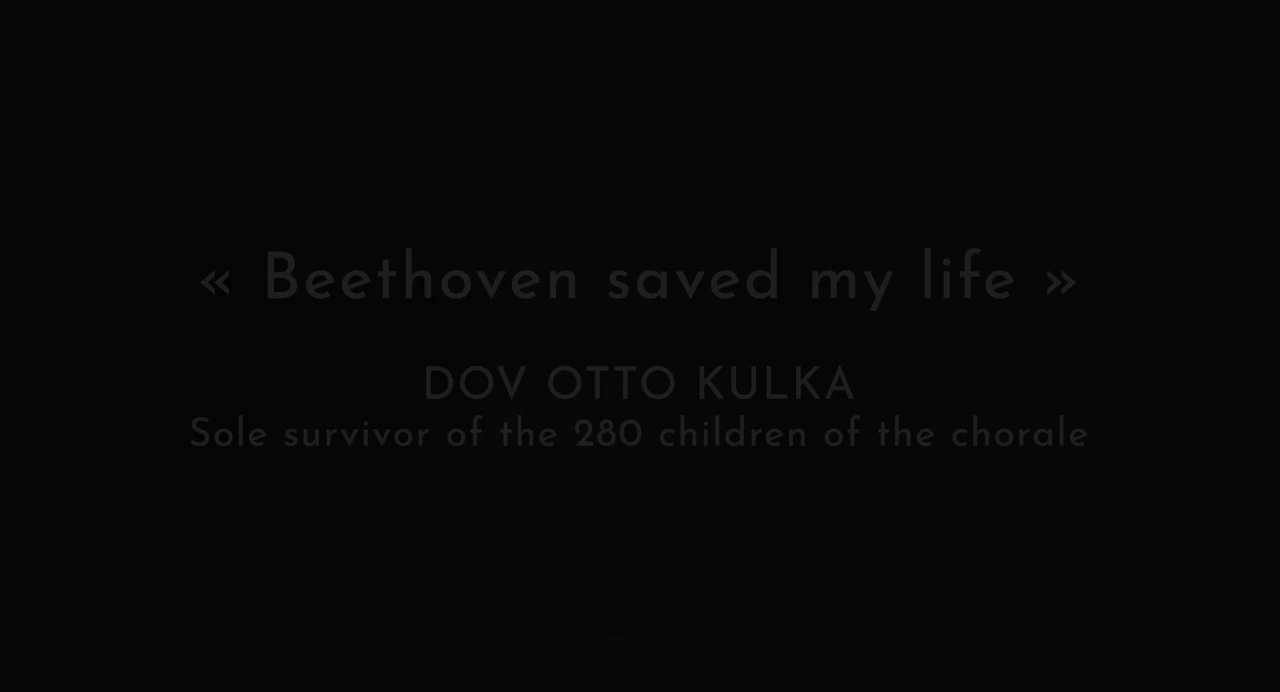 « Beethoven saved my life »
DOV OTTO KULKA
Sole survivor of the 280 children of the chorale